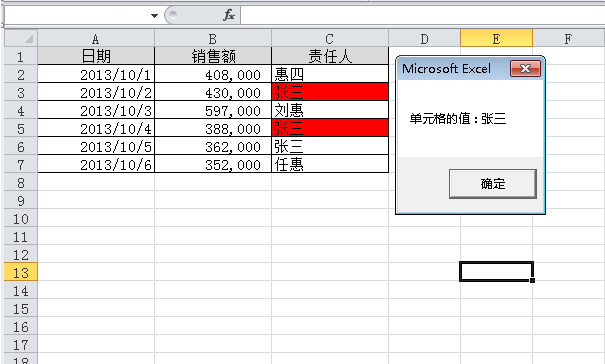 fx
A B C D E F
1 日期 销售额 责任人
2 2013/10/1 408,000 惠四
3 2013/10/2 430,000 张三
4 2013/10/3 597,000 刘惠
5 2013/10/4 388,000 张三
6 2013/10/5 362,000 张三
7 2013/10/6 352,000 任惠
8
9
10
11
12
13
14
15
16
17
18
Microsoft Excel
单元格的值：张三
确定